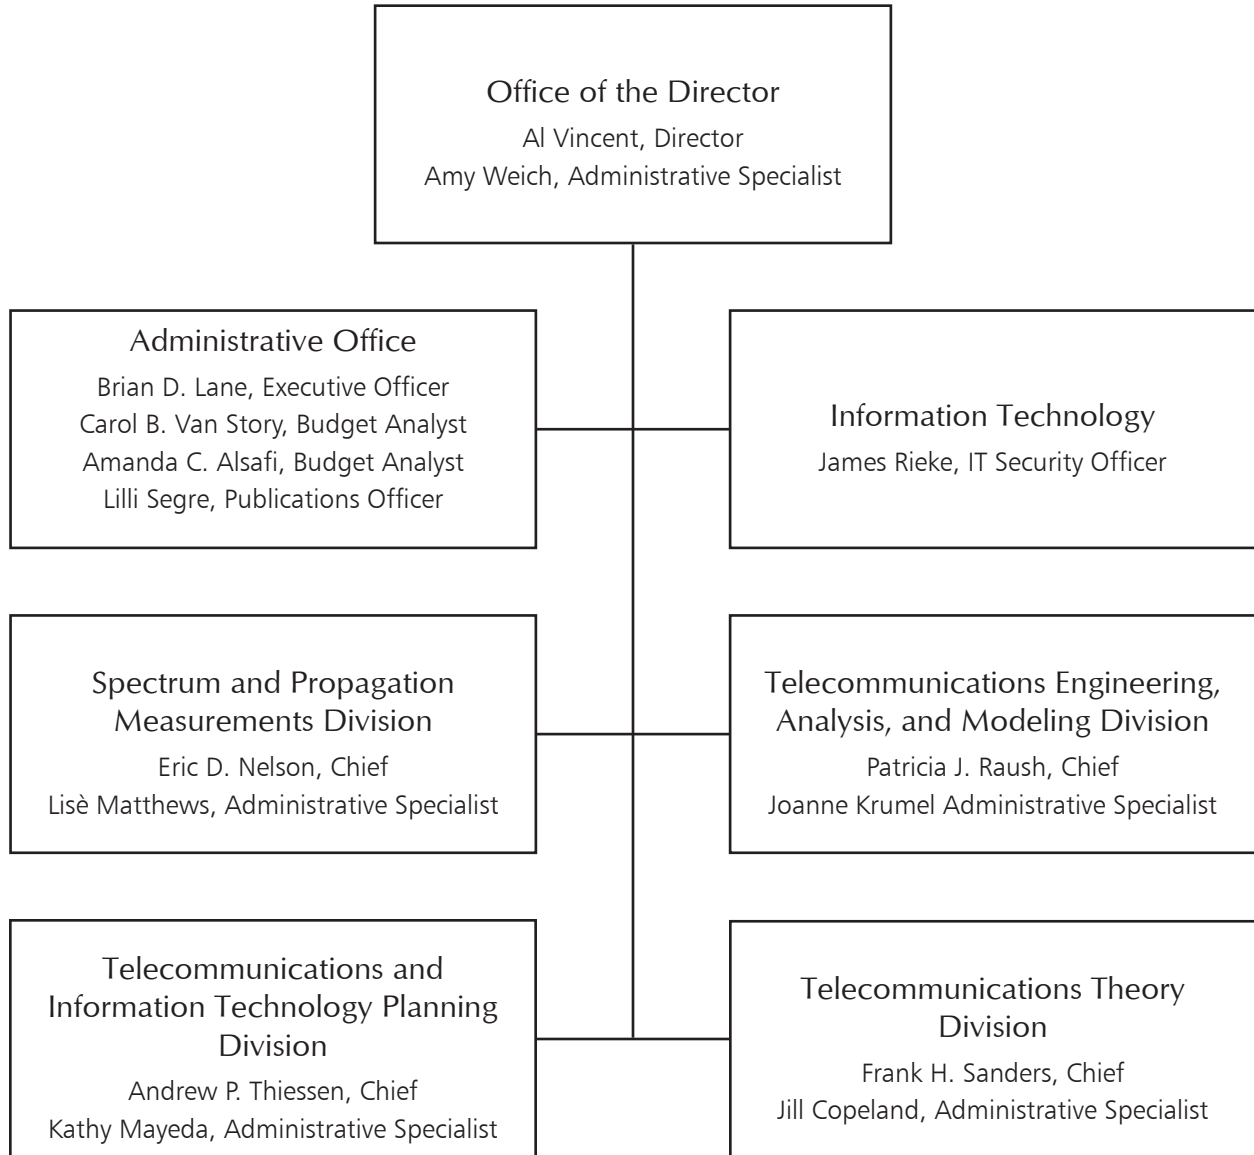 Office of the Director
Al Vincent, Director
Amy Weich, Administrative Specialist
Administrative Office
Brian D. Lane, Executive Officer
Carol B. Van Story, Budget Analyst
Amanda C. Alsafi, Budget Analyst
Lilli Segre, Publications Officer
Information Technology
James Rieke, IT Security Officer
Spectrum and Propagation
Measurements Division
Eric D. Nelson, Chief
Lisè Matthews, Administrative Specialist
Telecommunications Engineering,
Analysis, and Modeling Division
Patricia J. Raush, Chief
Joanne Krumel Administrative Specialist
Telecommunications and
Information Technology Planning
Division
Andrew P. Thiessen, Chief
Kathy Mayeda, Administrative Specialist
Telecommunications Theory
Division
Frank H. Sanders, Chief
Jill Copeland, Administrative Specialist